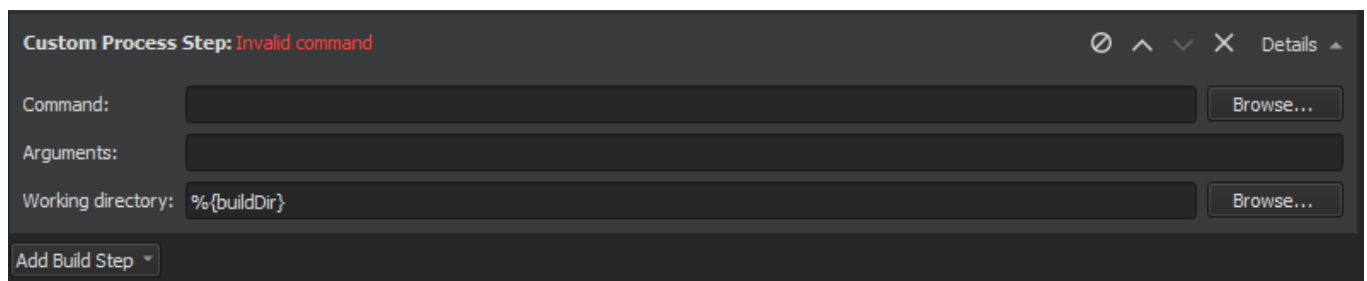 Custom Process Step: Invalid command Details
Command: Browse...
Arguments:
Working directory: %{buildDir} Browse...
Add Build Step